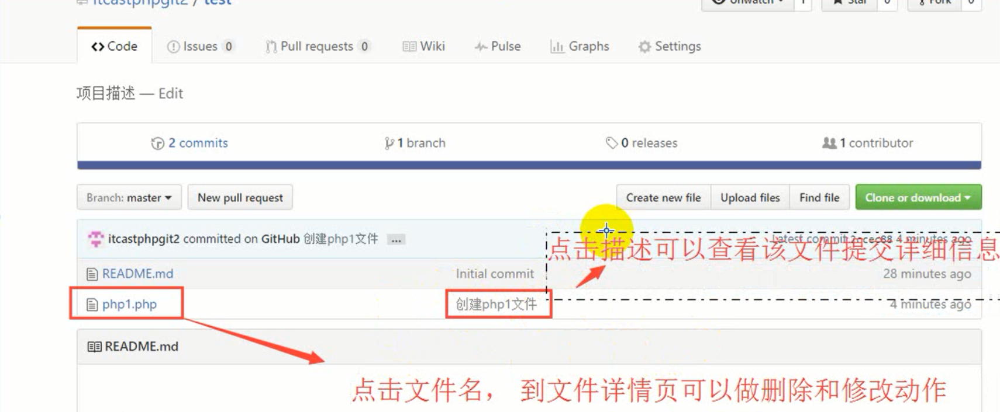 itcastphpgit2 / test
Unwatch 1 Star 0 Fork 0
Code Issues 0 Pull requests 0 Wiki Pulse Graphs Settings
项目描述 — Edit
2 commits 1 branch 0 releases 1 contributor
Branch: master New pull request Create new file Upload files Find file Clone or download
itcastphpgit2 committed on GitHub 创建php1文件 ... Latest commit 4 minutes ago
点击描述可以查看该文件提交详细信息
README.md Initial commit 28 minutes ago
php1.php 创建php1文件 4 minutes ago
README.md
点击文件名， 到文件详情页可以做删除和修改动作